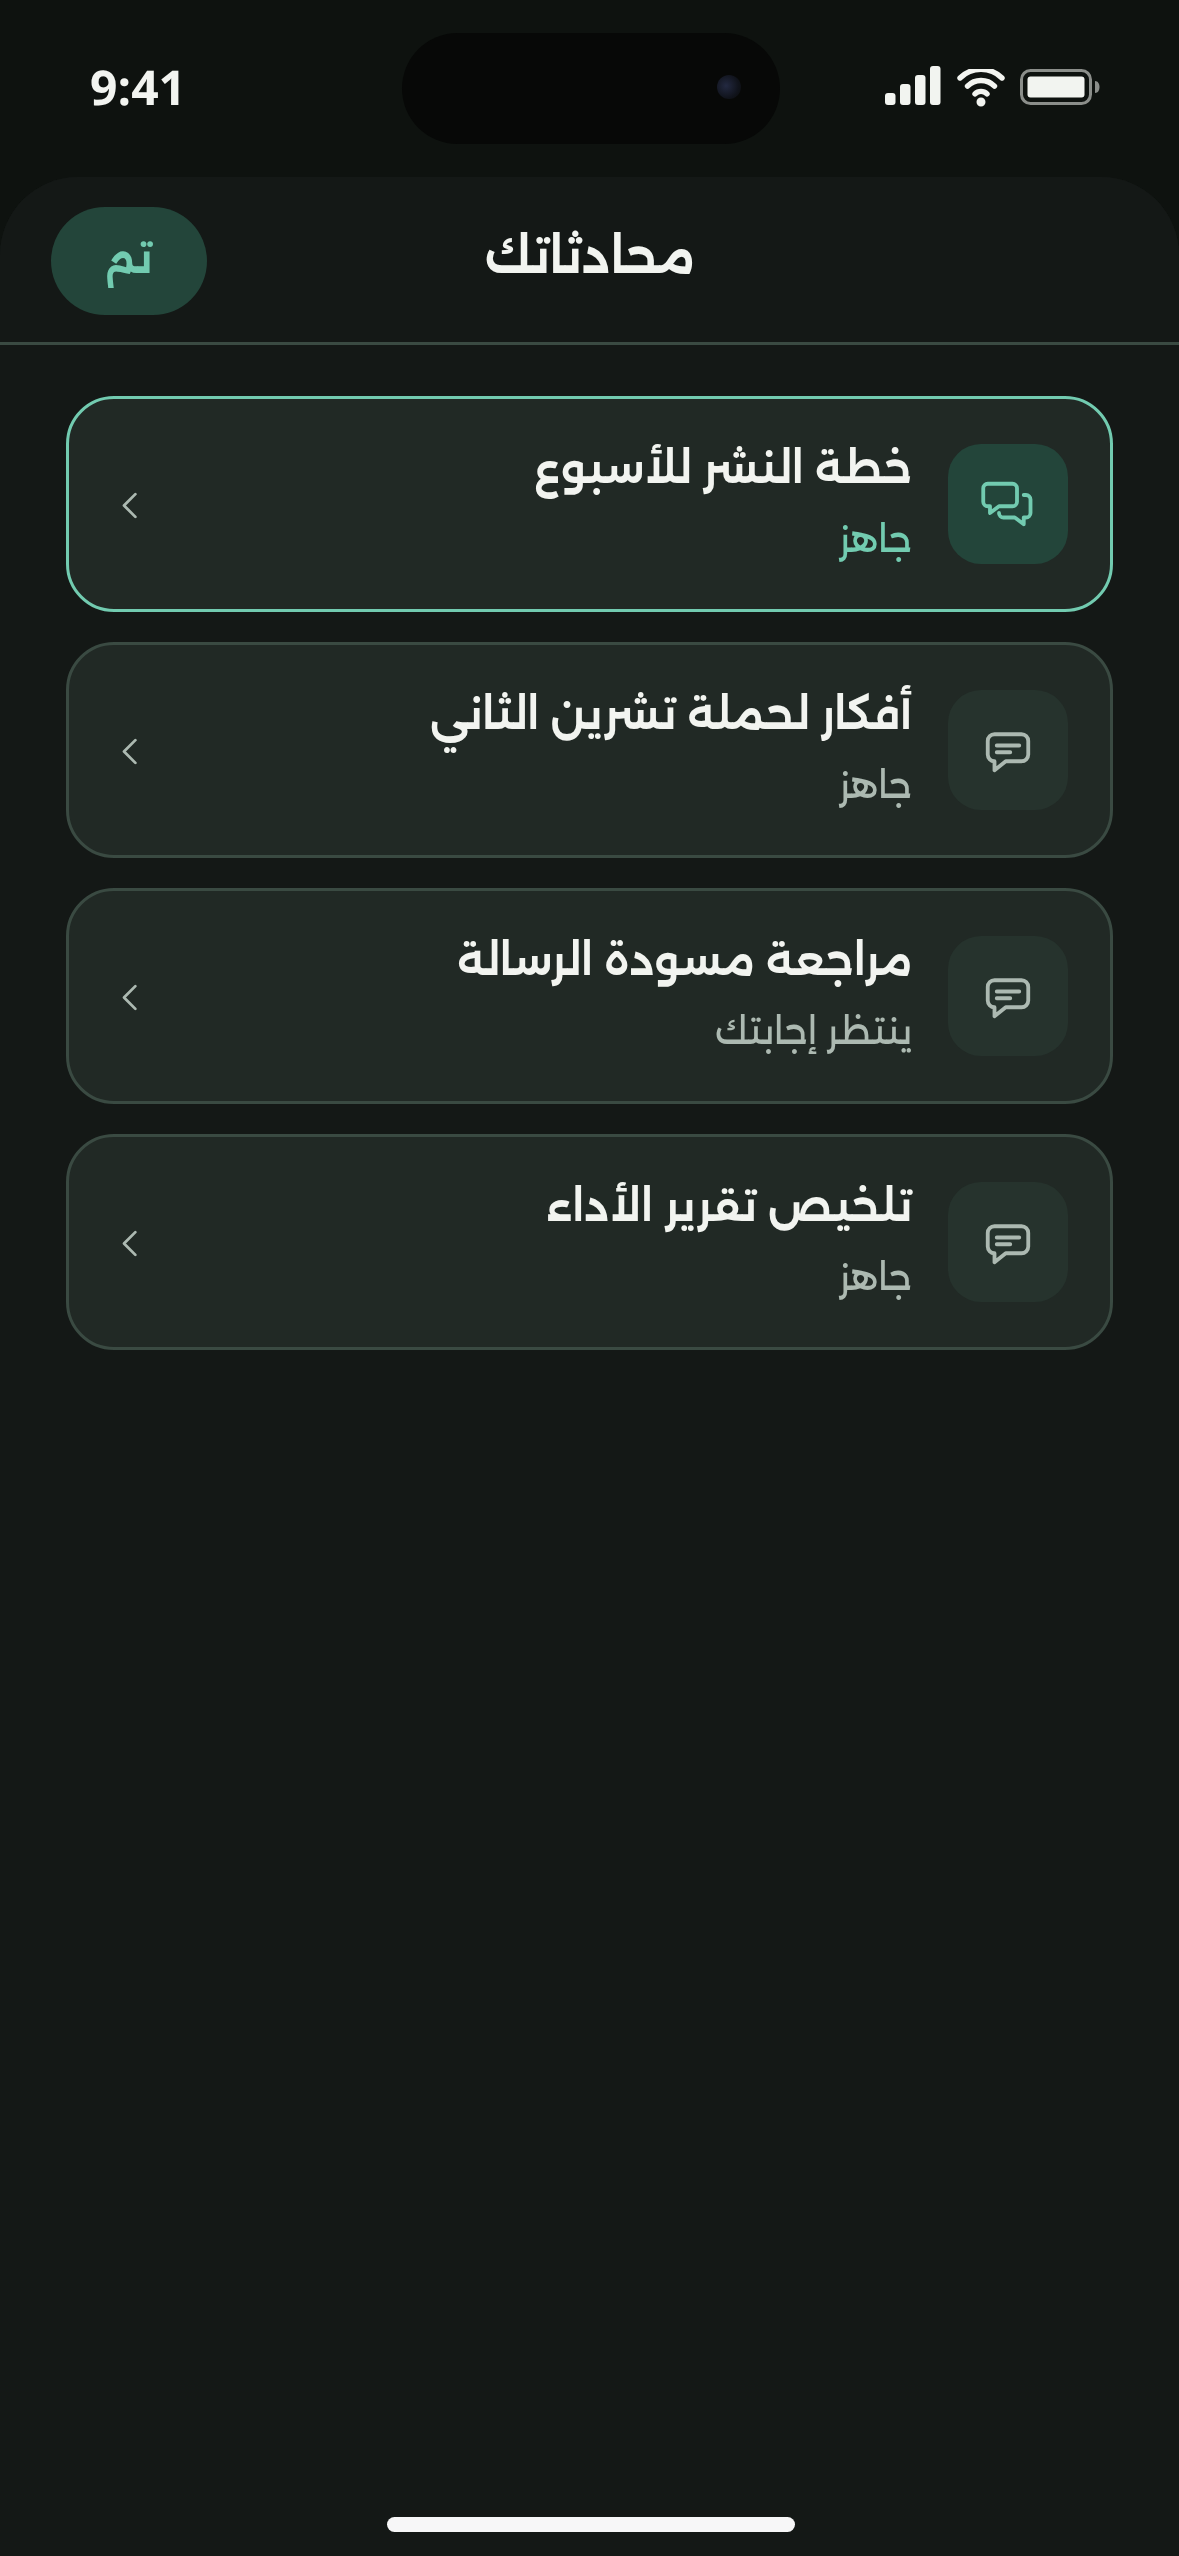 9:41
محادثاتك
تم
خطة النشر للأسبوع
جاهز
أفكار لحملة تشرين الثاني
جاهز
مراجعة مسودة الرسالة
ينتظر إجابتك
تلخيص تقرير الأداء
جاهز